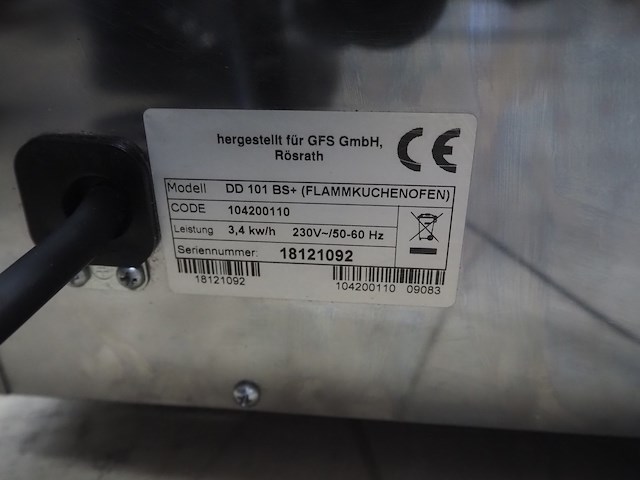 hergestellt für GFS GmbH,
Rösrath
CE
Modell DD 101 BS+ (FLAMMKUCHENOFEN)
CODE 104200110
Leistung 3,4 kw/h 230V~/50-60 Hz
Seriennummer: 18121092
18121092
104200110 09083